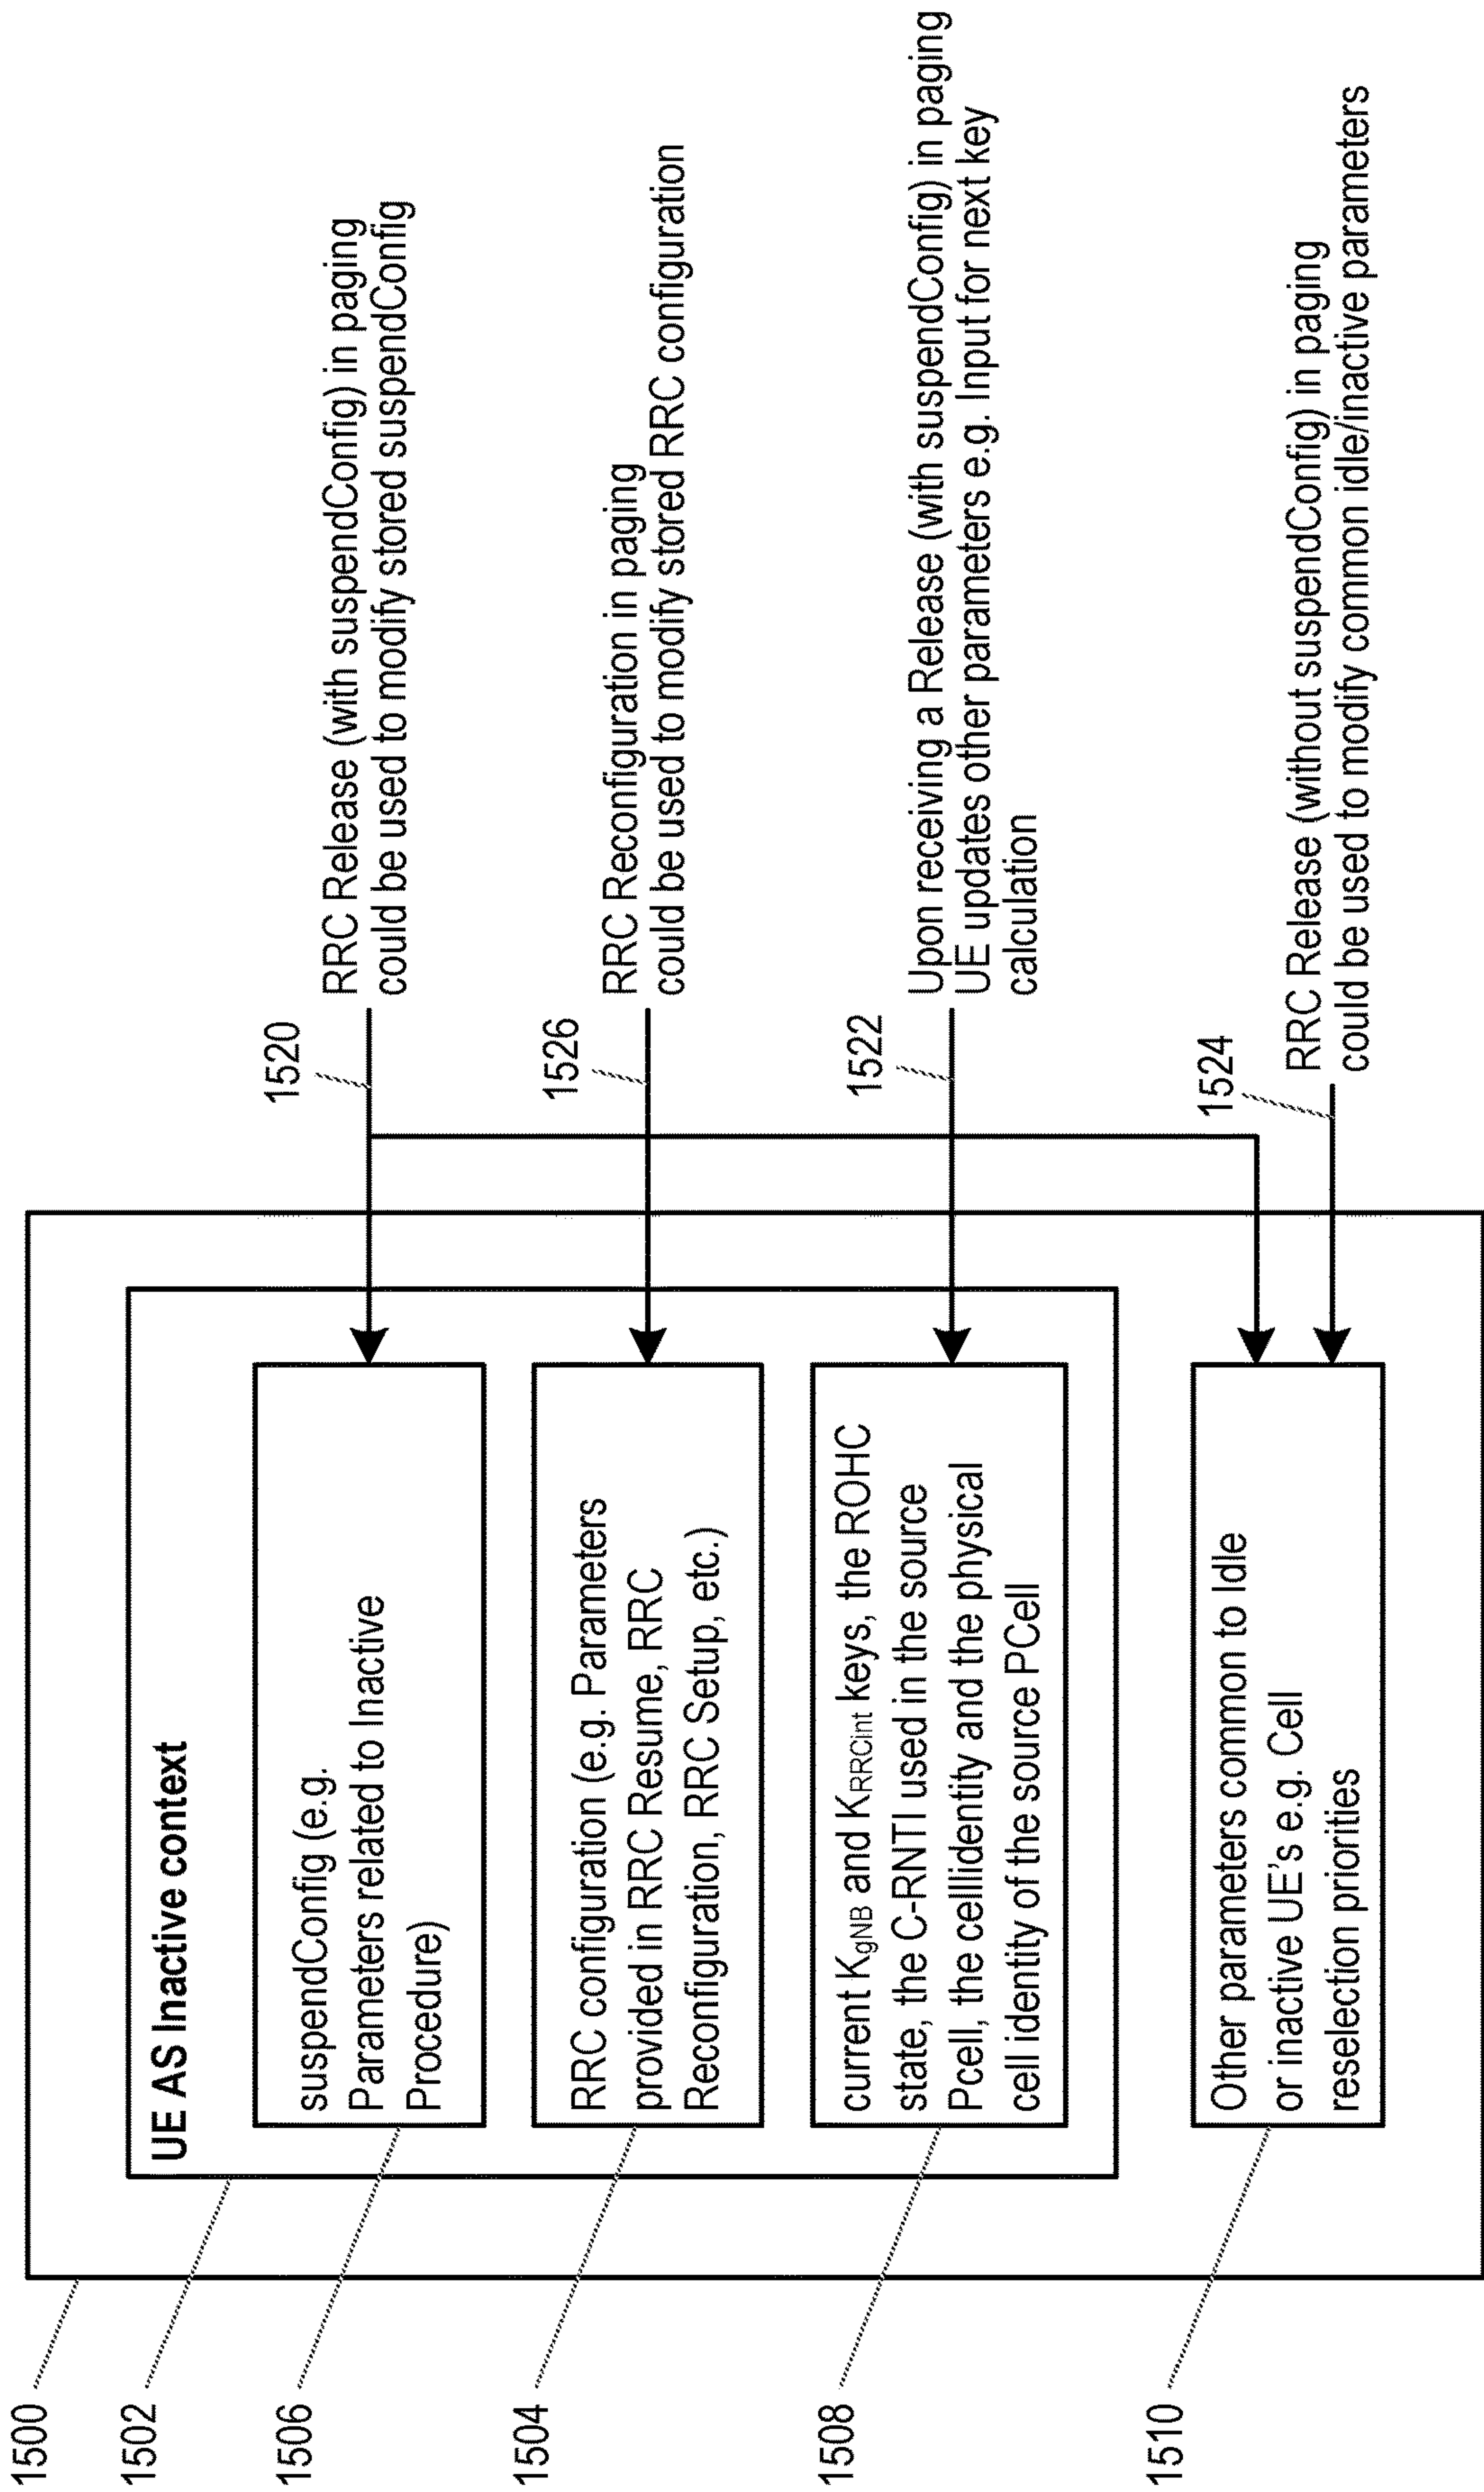 1500
1502
UE AS Inactive context
1506
suspendConfig (e.g.
Parameters related to Inactive
Procedure)
1520
RRC Release (with suspendConfig) in paging
could be used to modify stored suspendConfig
1504
RRC configuration (e.g. Parameters
provided in RRC Resume, RRC
Reconfiguration, RRC Setup, etc.)
1526
RRC Reconfiguration in paging
could be used to modify stored RRC configuration
1508
current KgNB and KRRCint keys, the ROHC
state, the C-RNTI used in the source
Pcell, the cellIdentity and the physical
cell identity of the source PCell
1522
Upon receiving a Release (with suspendConfig) in paging
UE updates other parameters e.g. Input for next key
calculation
1510
Other parameters common to Idle
or inactive UE's e.g. Cell
reselection priorities
1524
RRC Release (without suspendConfig) in paging
could be used to modify common idle/inactive parameters